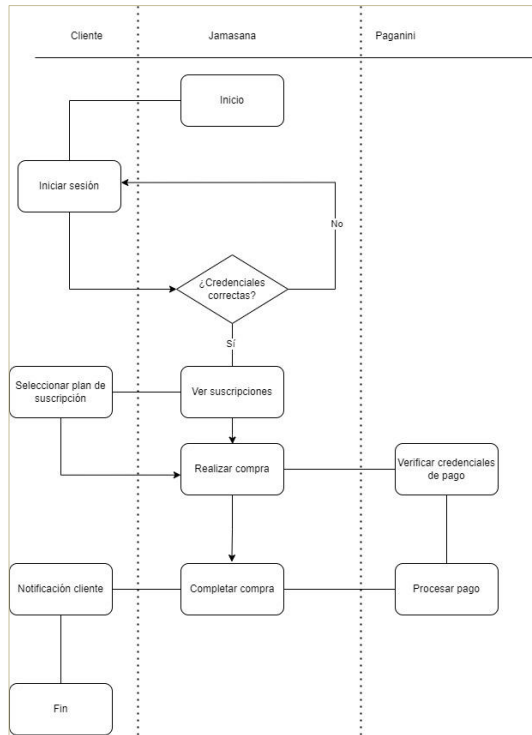 Cliente
Jamasana
Paganini
Inicio
Iniciar sesión
No
¿Credenciales
correctas?
Sí
Seleccionar plan de
suscripción
Ver suscripciones
Realizar compra
Verificar credenciales
de pago
Notificación cliente
Completar compra
Procesar pago
Fin